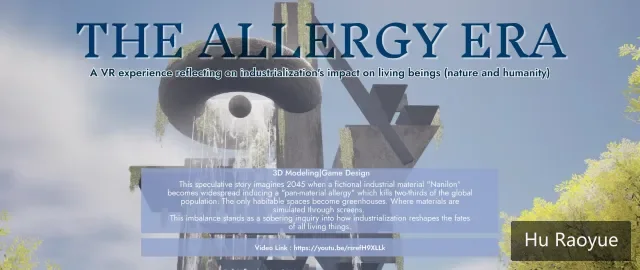 THE ALLERGY ERA
A VR experience reflecting on industrialization's impact on living beings (nature and humanity)
3D Modeling|Game Design
This speculative story imagines 2045 when a fictional industrial material "Nanilon"
becomes widespread inducing a "pan-material allergy" which kills two-thirds of the global
population. The only habitable spaces become greenhouses. Where materials are
simulated through screens.
This imbalance stands as a sobering inquiry into how industrialization reshapes the fates
of all living things.
Video Link : https://youtu.be/rarefH9XLLk
Hu Raoyue